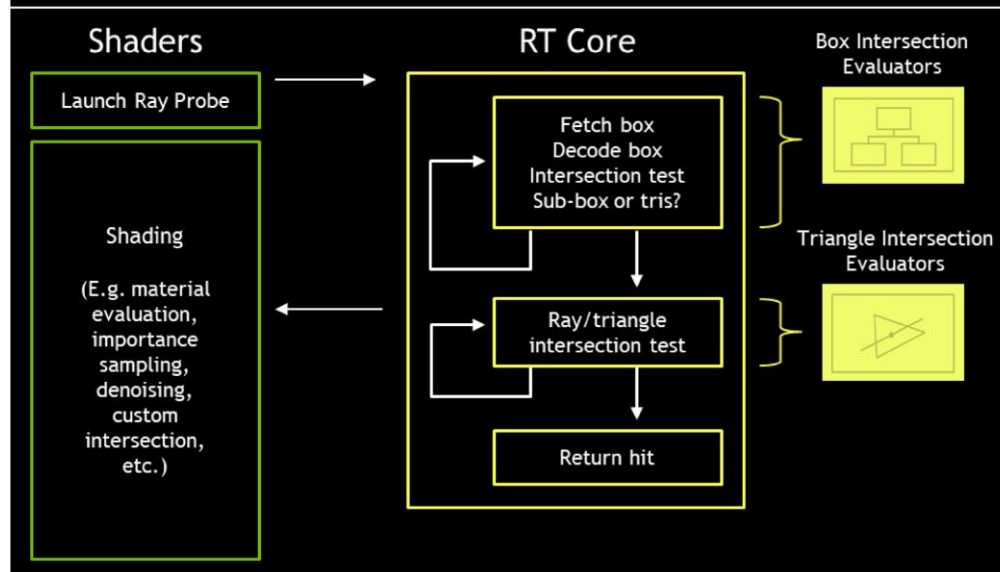 Shaders
Launch Ray Probe
Shading
(E.g. material
evaluation,
importance
sampling,
denoising,
custom
intersection,
etc.)
RT Core
Fetch box
Decode box
Intersection test
Sub-box or tris?
Ray/triangle
intersection test
Return hit
Box Intersection
Evaluators
Triangle Intersection
Evaluators